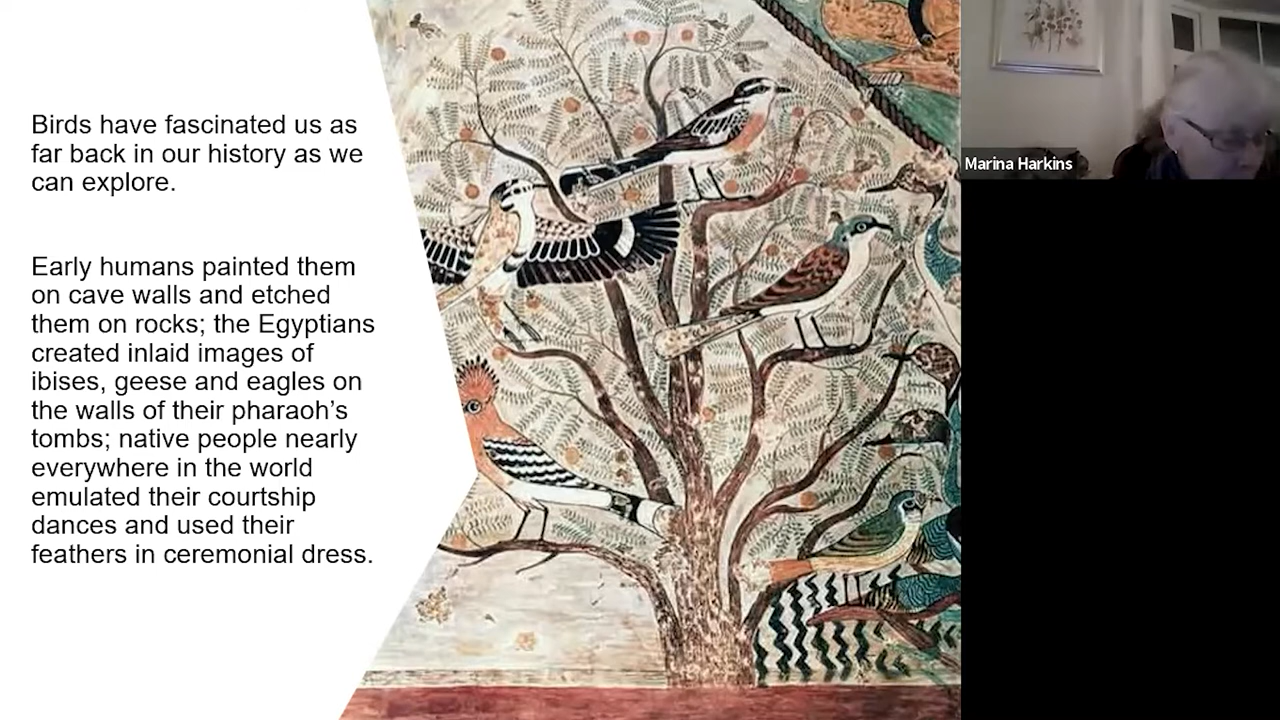 Birds have fascinated us as
far back in our history as we
can explore.
Early humans painted them
on cave walls and etched
them on rocks; the Egyptians
created inlaid images of
ibises, geese and eagles on
the walls of their pharaoh’s
tombs; native people nearly
everywhere in the world
emulated their courtship
dances and used their
feathers in ceremonial dress.
Marina Harkins